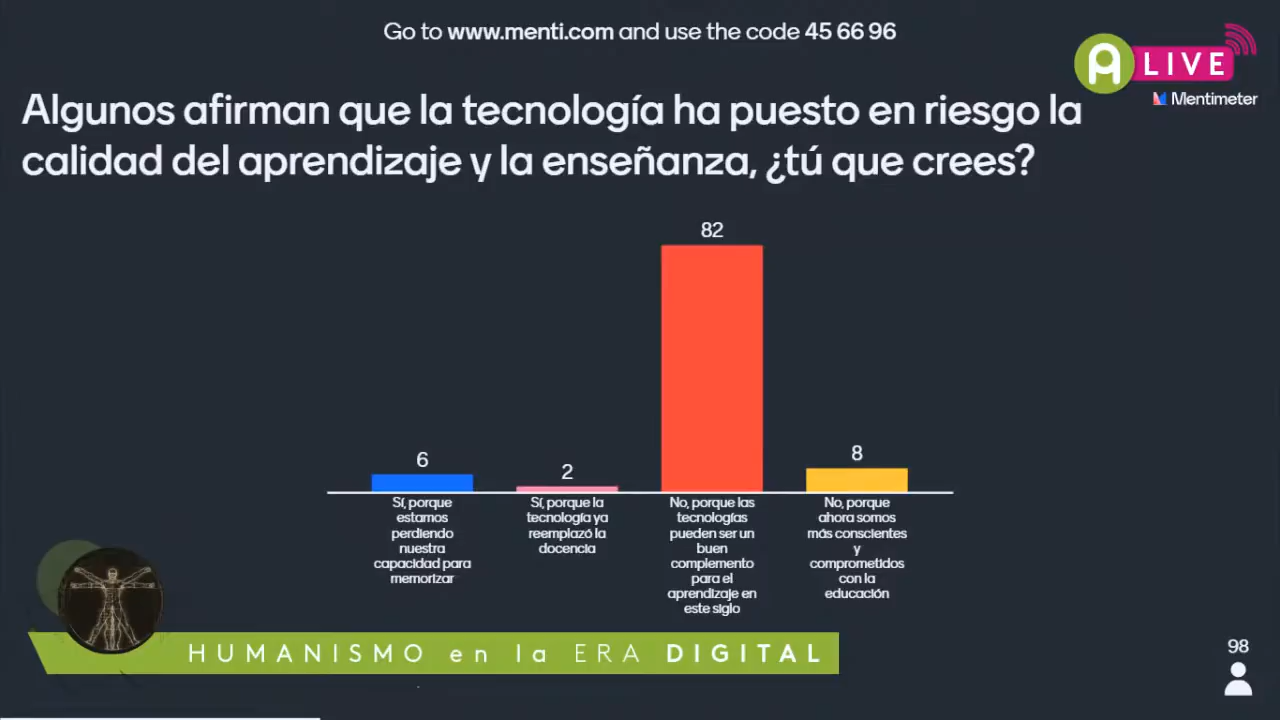 Go to www.menti.com and use the code 45 66 96
A LIVE
Mentimeter
Algunos afirman que la tecnología ha puesto en riesgo la
calidad del aprendizaje y la enseñanza, ¿tú que crees?
6
2
82
8
Sí, porque
estamos
perdiendo
nuestra
capacidad para
memorizar
Sí, porque la
tecnología ya
reemplazó la
docencia
No, porque las
tecnologías
pueden ser un
buen
complemento
para el
aprendizaje en
este siglo
No, porque
ahora somos
más conscientes
y
comprometidos
con la
educación
HUMANISMO en la ERA DIGITAL
98